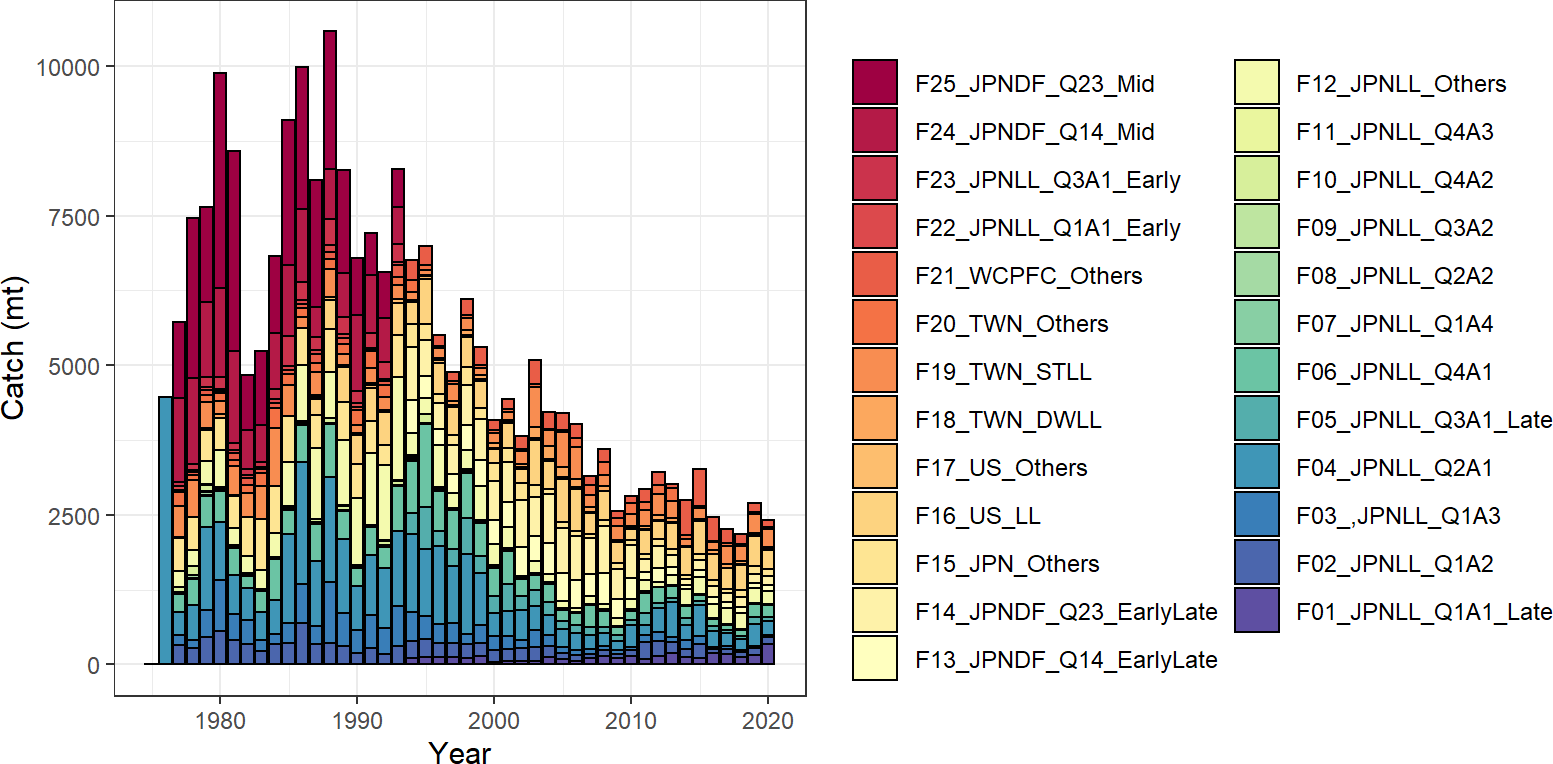 Catch (mt)
10000
7500
5000
2500
0
1980
1990
2000
2010
2020
Year
F25_JPNDF_Q23_Mid
F24_JPNDF_Q14_Mid
F23_JPNLL_Q3A1_Early
F22_JPNLL_Q1A1_Early
F21_WCPFC_Others
F20_TWN_Others
F19_TWN_STLL
F18_TWN_DWLL
F17_US_Others
F16_US_LL
F15_JPN_Others
F14_JPNDF_Q23_EarlyLate
F13_JPNDF_Q14_EarlyLate
F12_JPNLL_Others
F11_JPNLL_Q4A3
F10_JPNLL_Q4A2
F09_JPNLL_Q3A2
F08_JPNLL_Q2A2
F07_JPNLL_Q1A4
F06_JPNLL_Q4A1
F05_JPNLL_Q3A1_Late
F04_JPNLL_Q2A1
F03_,JPNLL_Q1A3
F02_JPNLL_Q1A2
F01_JPNLL_Q1A1_Late